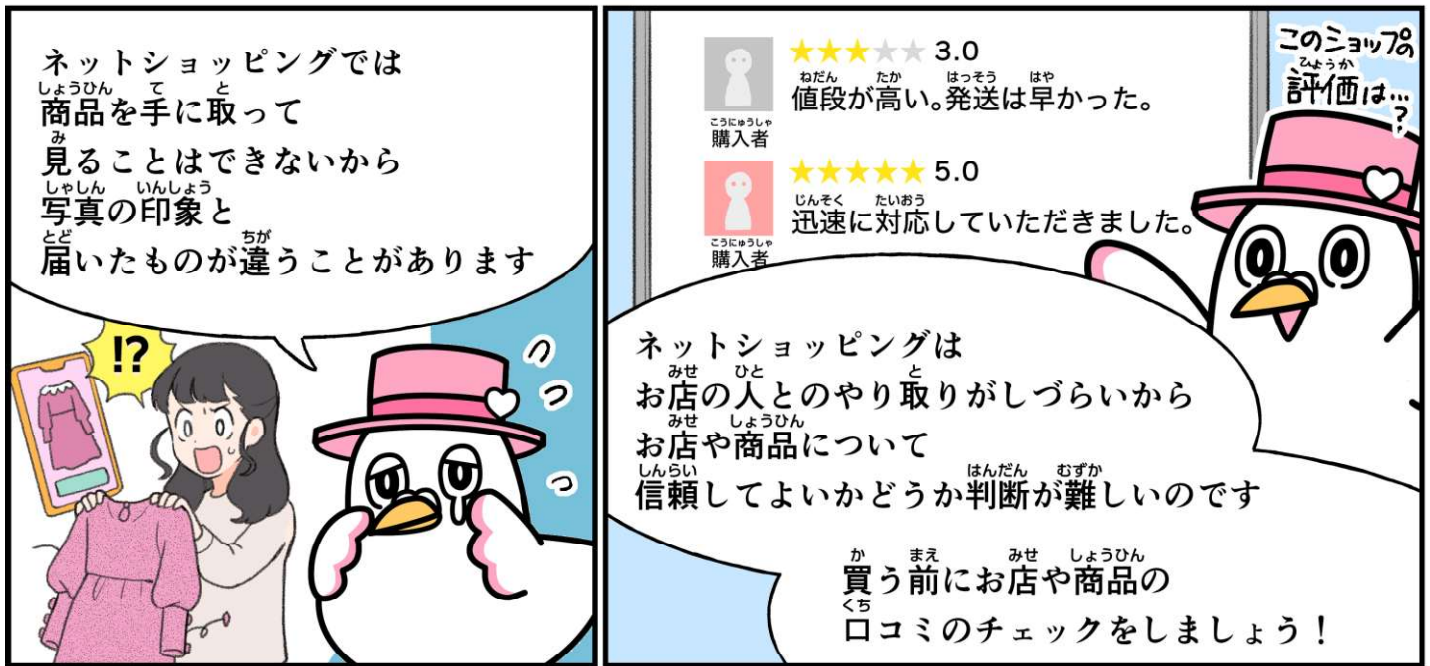 ネットショッピングでは
商品を手に取って
見ることはできないから
写真の印象と
届いたものが違うことがあります
!?
★★★★★ 3.0
値段が高い。発送は早かった。
購入者
★★★★★ 5.0
迅速に対応していただきました。
購入者
このショップの
評価は…?
ネットショッピングは
お店の人とのやり取りがしづらいから
お店や商品について
信頼してよいかどうか判断が難しいのです
買う前にお店や商品の
口コミのチェックをしましょう!